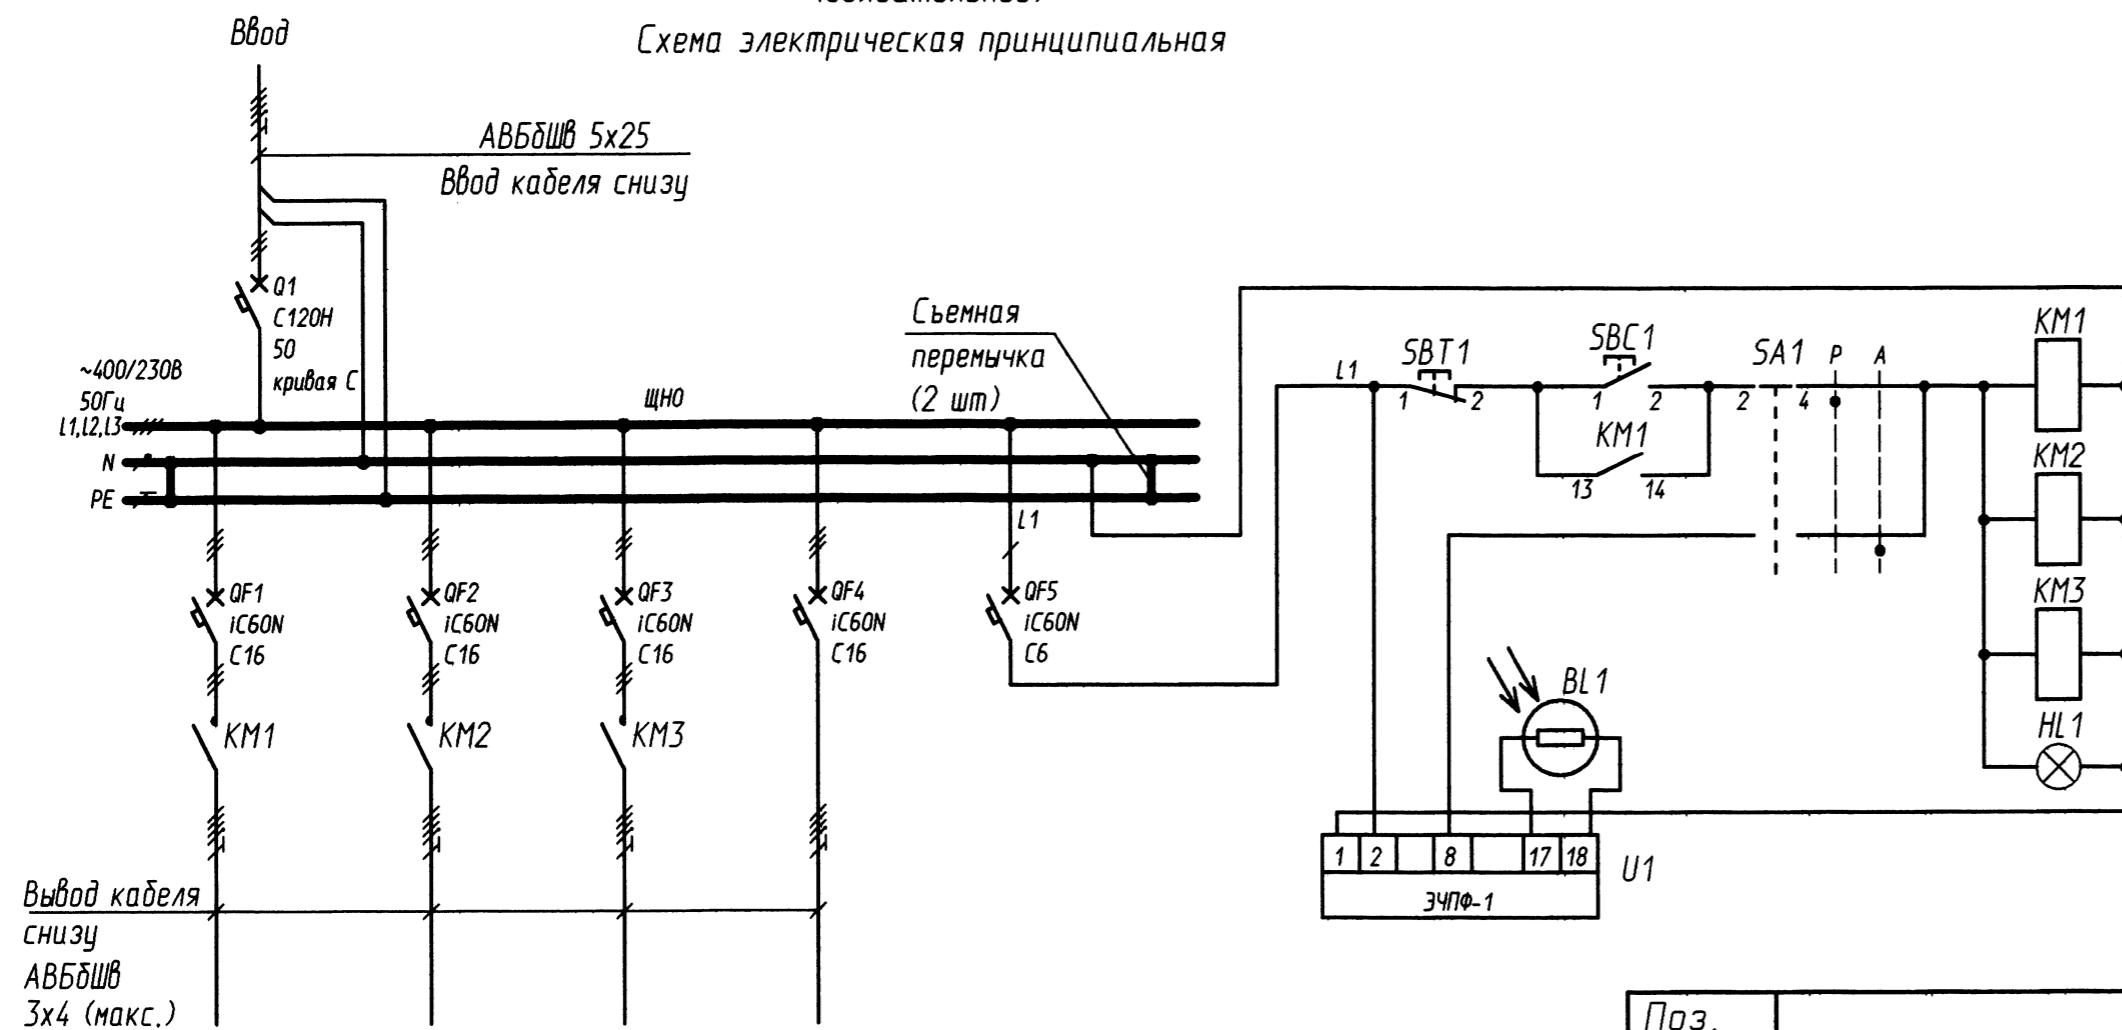 Схема электрическая принципиальная
Ввод
АВБбШв 5х25
Ввод кабеля снизу
Q1
С120Н
50
кривая С
~400/230В
50Гц
L1,L2,L3
N
PE
ЩНО
Съемная
перемычка
(2 шт)
L1
QF1
iC60N
C16
QF2
iC60N
C16
QF3
iC60N
C16
QF4
iC60N
C16
QF5
iC60N
C6
KM1
KM2
KM3
Вывод кабеля
снизу
АВБбШв
3х4 (макс.)
L1
SBT1
1 2
SBC1
1 2
KM1
13 14
SA1 Р А
2 4
KM1
KM2
KM3
HL1
BL1
1 2 8 17 18
U1
ЭЧПФ-1
Поз.